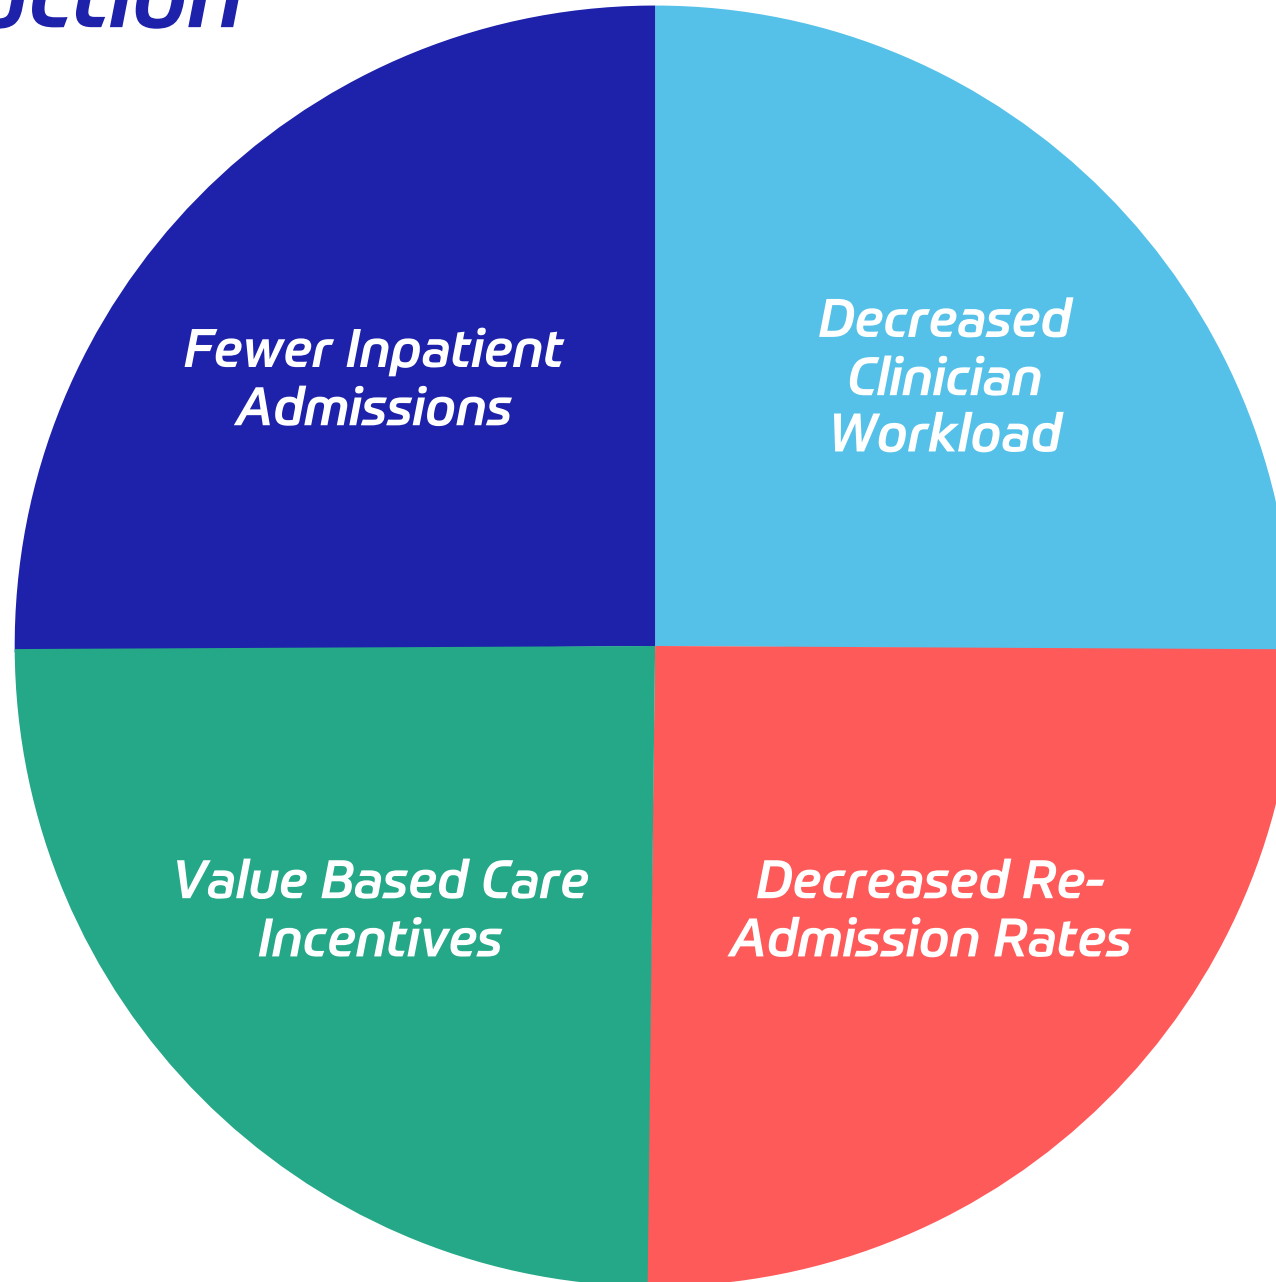 Fewer Inpatient
Admissions
Decreased
Clinician
Workload
Value Based Care
Incentives
Decreased Re-
Admission Rates